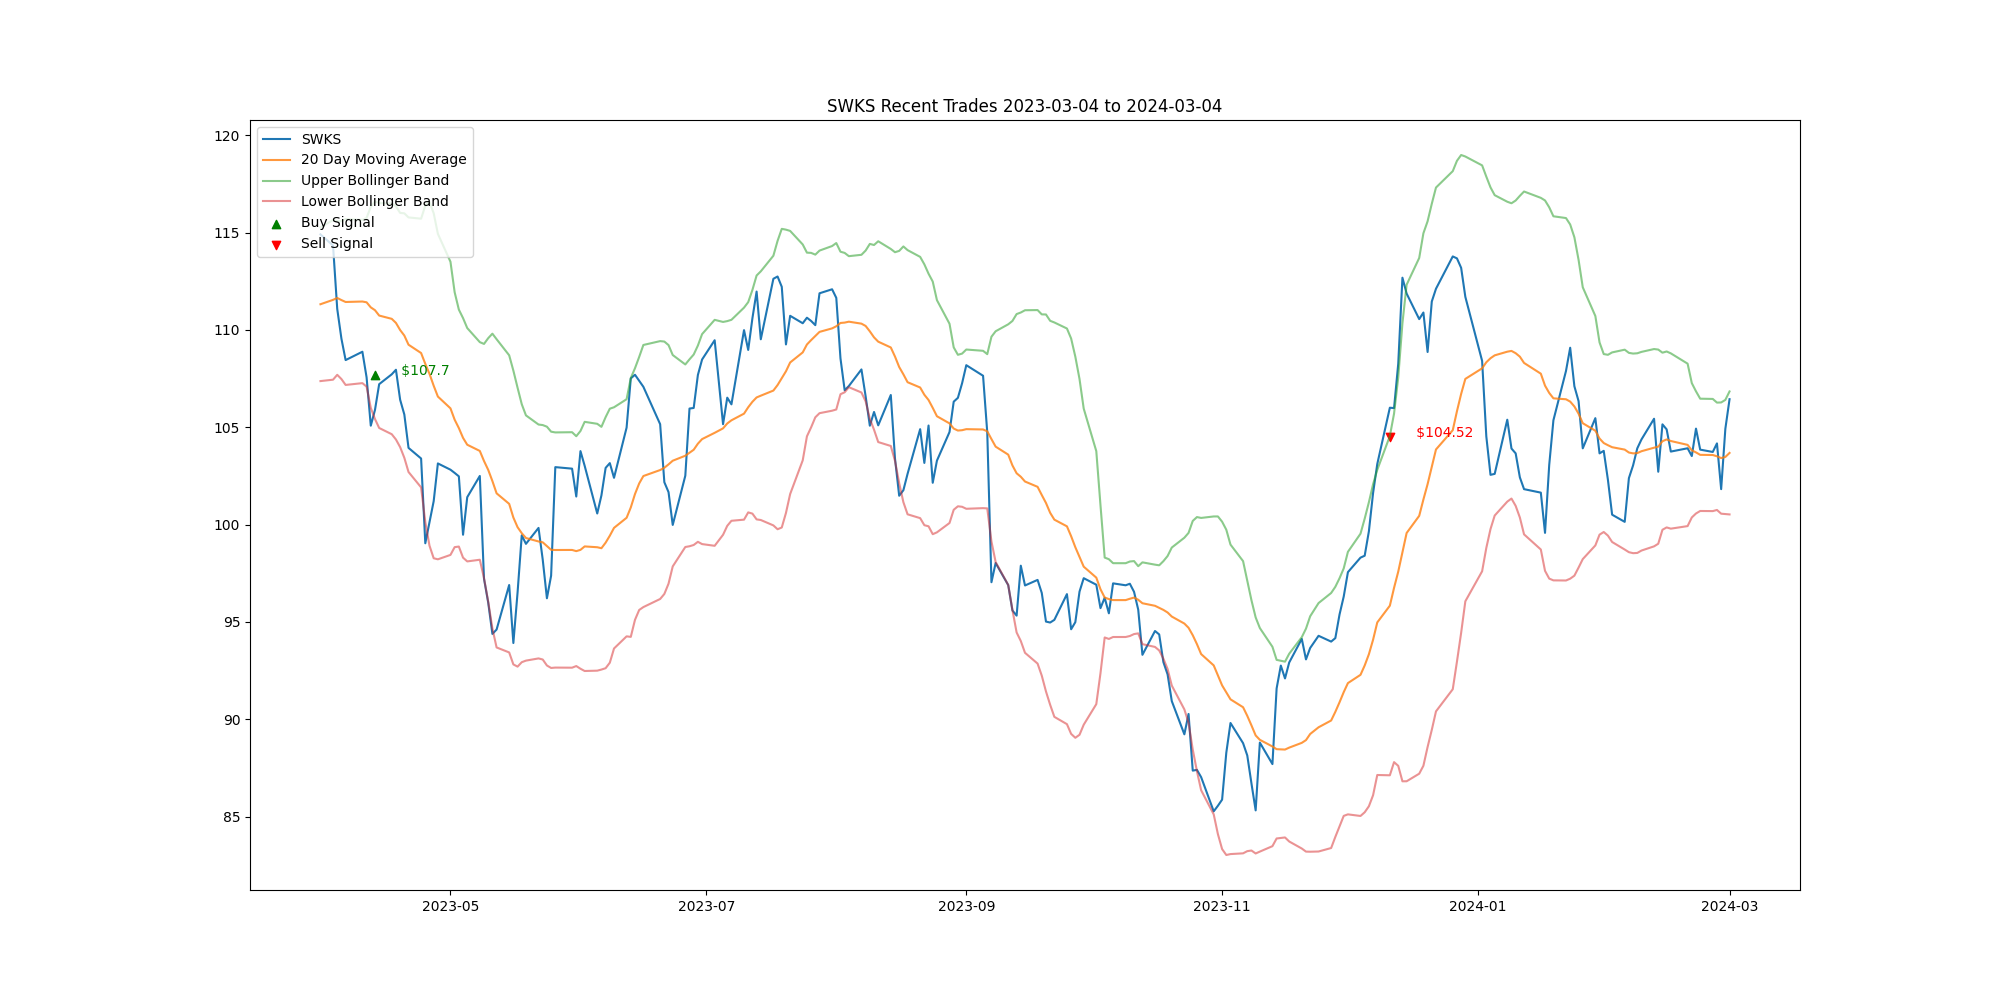 SWKS Recent Trades 2023-03-04 to 2024-03-04
120
115
110
105
100
95
90
85
SWKS
20 Day Moving Average
Upper Bollinger Band
Lower Bollinger Band
Buy Signal
Sell Signal
$107.7
$104.52
2023-05
2023-07
2023-09
2023-11
2024-01
2024-03